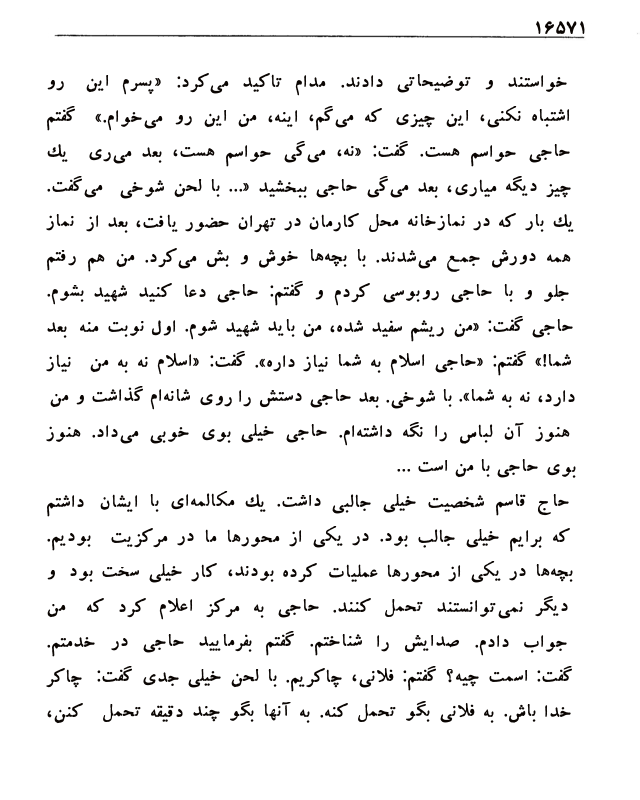 ۱۶۵۷۱
خواستند و توضیحاتی دادند. مدام تاکید می‌کرد: «پسرم این رو
اشتباه نکنی، این چیزی که می‌گم، اینه، من این رو می‌خوام.» گفتم
حاجی حواسم هست. گفت: «نه، می‌گی حواسم هست، بعد می‌ری یك
چیز دیگه میاری، بعد می‌گی حاجی ببخشید «... با لحن شوخی می‌گفت.
یك بار که در نمازخانه محل کارمان در تهران حضور یافت، بعد از نماز
همه دورش جمع می‌شدند. با بچه‌ها خوش و بش می‌کرد. من هم رفتم
جلو و با حاجی روبوسی کردم و گفتم: حاجی دعا کنید شهید بشوم.
حاجی گفت: «من ریشم سفید شده، من باید شهید شوم. اول نوبت منه بعد
شما!» گفتم: «حاجی اسلام به شما نیاز داره». گفت: «اسلام نه به من نیاز
دارد، نه به شما». با شوخی. بعد حاجی دستش را روی شانه‌ام گذاشت و من
هنوز آن لباس را نگه داشته‌ام. حاجی خیلی بوی خوبی می‌داد. هنوز
بوی حاجی با من است ...
حاج قاسم شخصیت خیلی جالبی داشت. یك مکالمه‌ای با ایشان داشتم
که برایم خیلی جالب بود. در یکی از محورها ما در مرکزیت بودیم.
بچه‌ها در یکی از محورها عملیات کرده بودند، کار خیلی سخت بود و
دیگر نمی‌توانستند تحمل کنند. حاجی به مرکز اعلام کرد که من
جواب دادم. صدایش را شناختم. گفتم بفرمایید حاجی در خدمتم.
گفت: اسمت چیه؟ گفتم: فلانی، چاکریم. با لحن خیلی جدی گفت: چاکر
خدا باش. به فلانی بگو تحمل کنه. به آنها بگو چند دقیقه تحمل کنن،